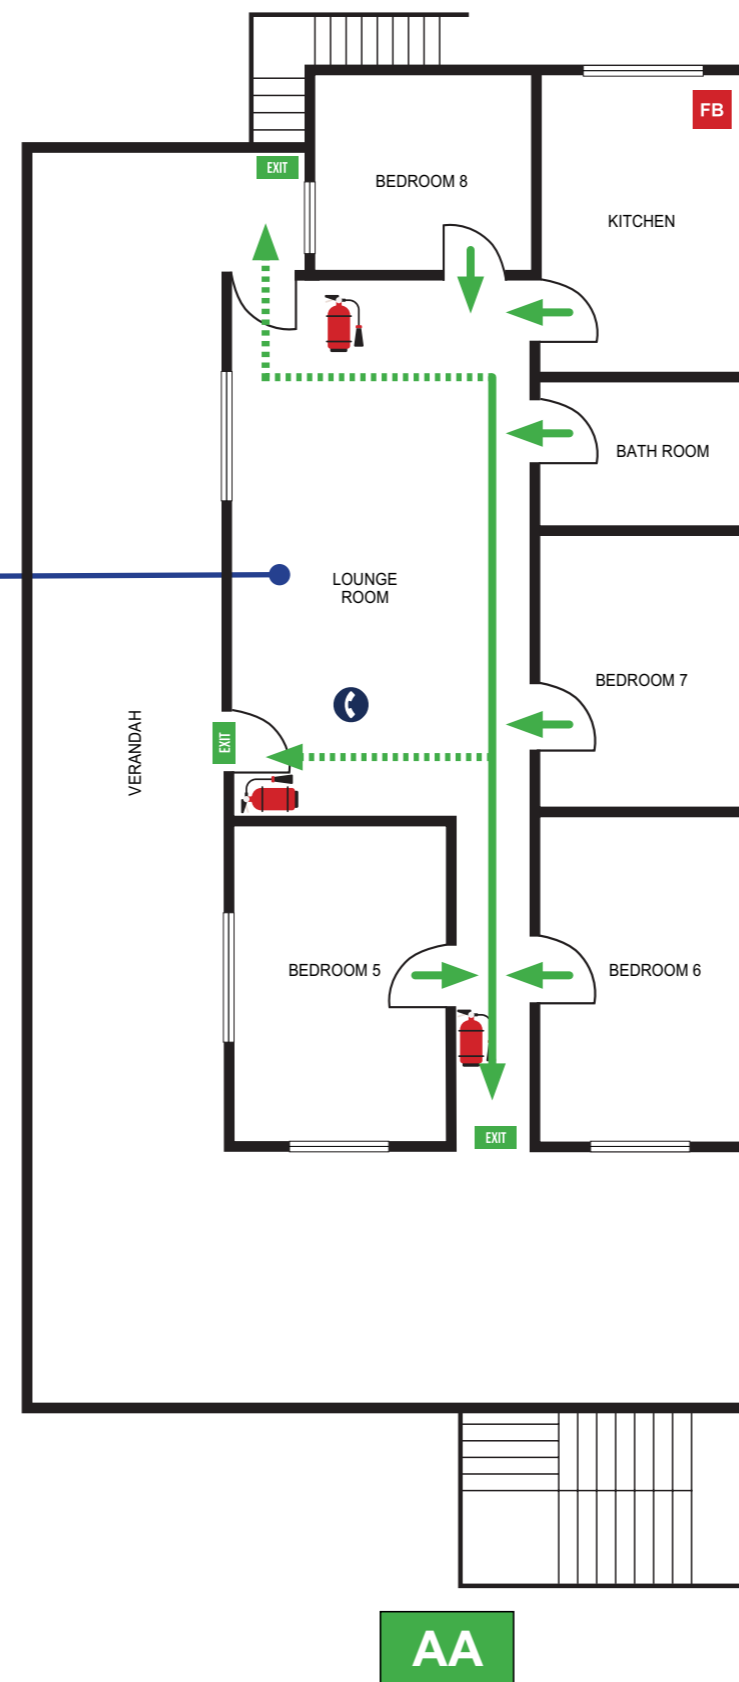 EXIT
BEDROOM 8
FB
KITCHEN
BATH ROOM
LOUNGE
ROOM
BEDROOM 7
VERANDAH
EXIT
BEDROOM 5
BEDROOM 6
EXIT
AA